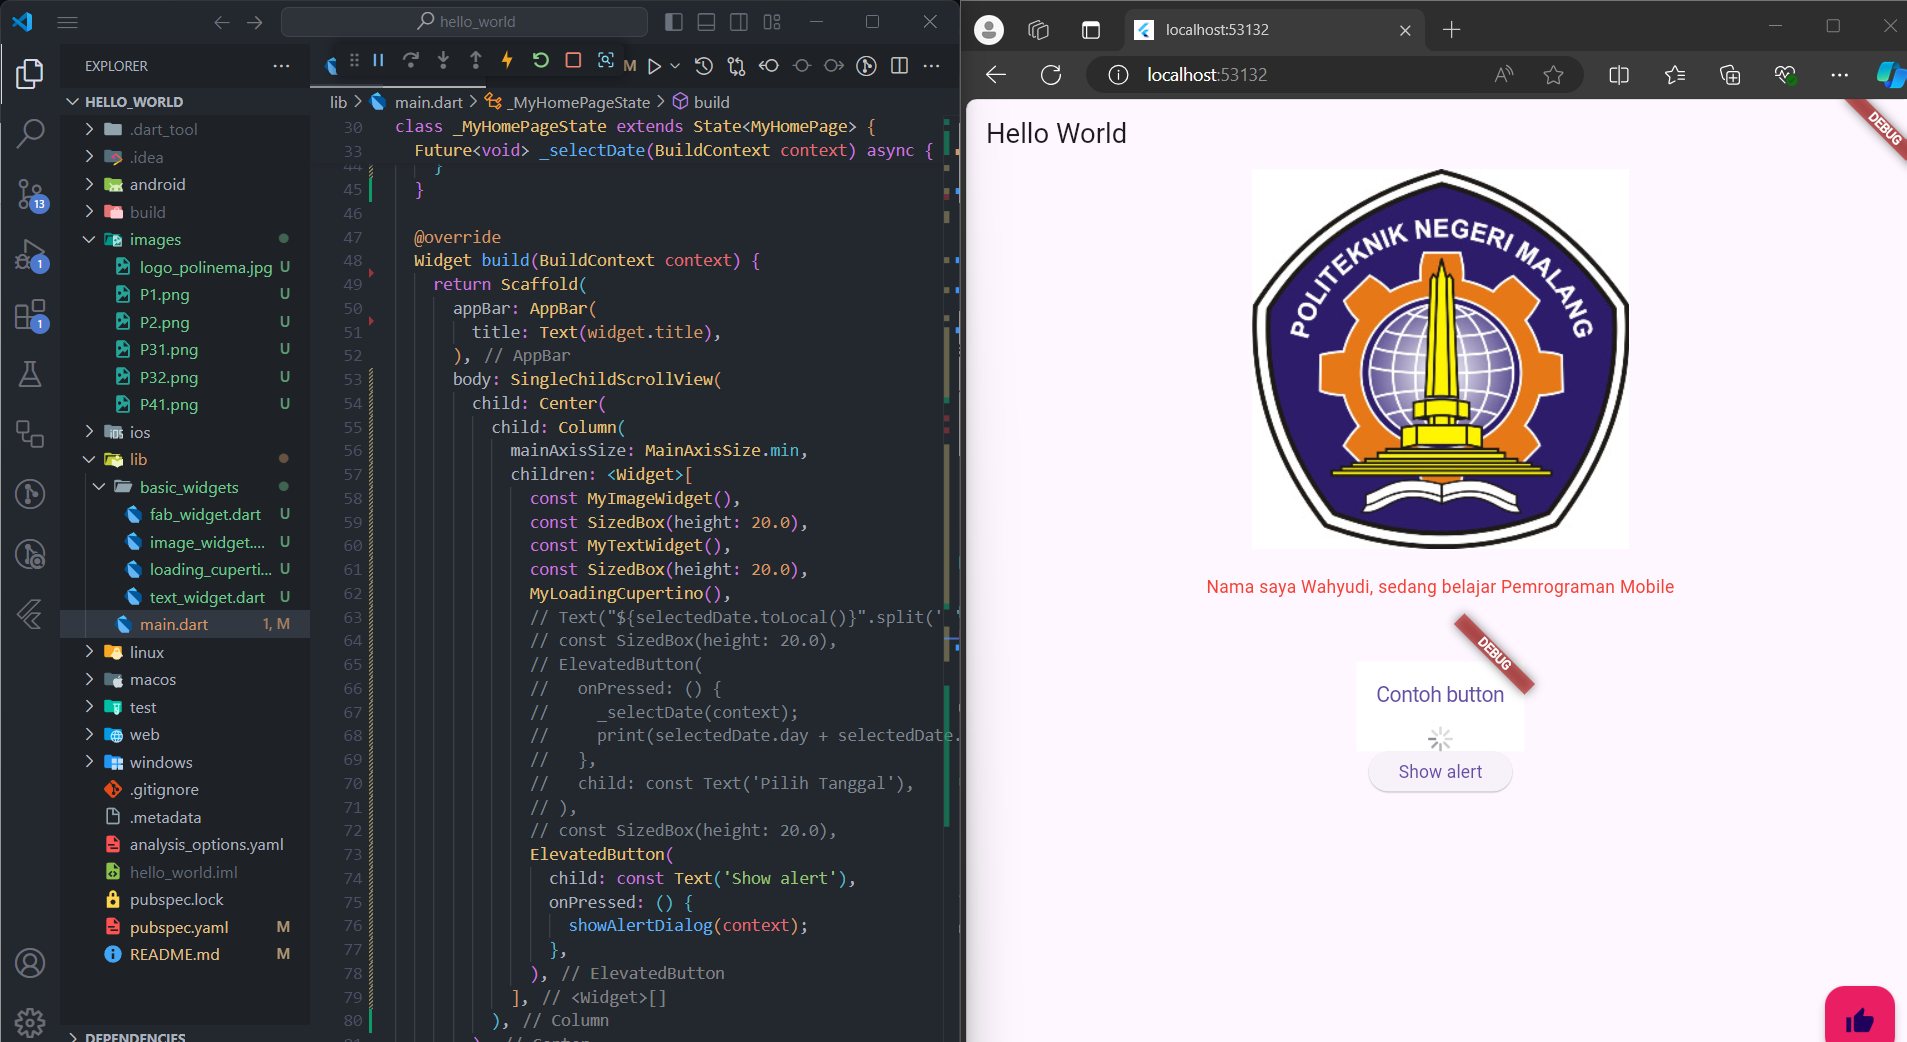 hello_world
EXPLORER
HELLO_WORLD
.dart_tool
.idea
android
build
images
logo_polinema.jpg U
P1.png U
P2.png U
P31.png U
P32.png U
P41.png U
ios
lib
basic_widgets
fab_widget.dart U
image_widget.... U
loading_cuperti... U
text_widget.dart U
main.dart 1, M
linux
macos
test
web
windows
.gitignore
.metadata
analysis_options.yaml
hello_world.iml
pubspec.lock
pubspec.yaml M
README.md M
DEPENDENCIES
13
1
1
M
lib > main.dart > _MyHomePageState > build
30 class _MyHomePageState extends State<MyHomePage> {
33 Future<void> _selectDate(BuildContext context) async {
44 }
45 }
46
47 @override
48 Widget build(BuildContext context) {
49 return Scaffold(
50 appBar: AppBar(
51 title: Text(widget.title),
52 ), // AppBar
53 body: SingleChildScrollView(
54 child: Center(
55 child: Column(
56 mainAxisSize: MainAxisSize.min,
57 children: <Widget>[
58 const MyImageWidget(),
59 const SizedBox(height: 20.0),
60 const MyTextWidget(),
61 const SizedBox(height: 20.0),
62 MyLoadingCupertino(),
63 // Text("${selectedDate.toLocal()}".split(' '
64 // const SizedBox(height: 20.0),
65 // ElevatedButton(
66 // onPressed: () {
67 // _selectDate(context);
68 // print(selectedDate.day + selectedDate.
69 // },
70 // child: const Text('Pilih Tanggal'),
71 // ),
72 // const SizedBox(height: 20.0),
73 ElevatedButton(
74 child: const Text('Show alert'),
75 onPressed: () {
76 showAlertDialog(context);
77 },
78 ), // ElevatedButton
79 ], // <Widget>[]
80 ), // Column
81 ), // Center
localhost:53132
localhost:53132
DEBUG
Hello World
POLITEKNIK NEGERI MALANG
Nama saya Wahyudi, sedang belajar Pemrograman Mobile
DEBUG
Contoh button
Show alert